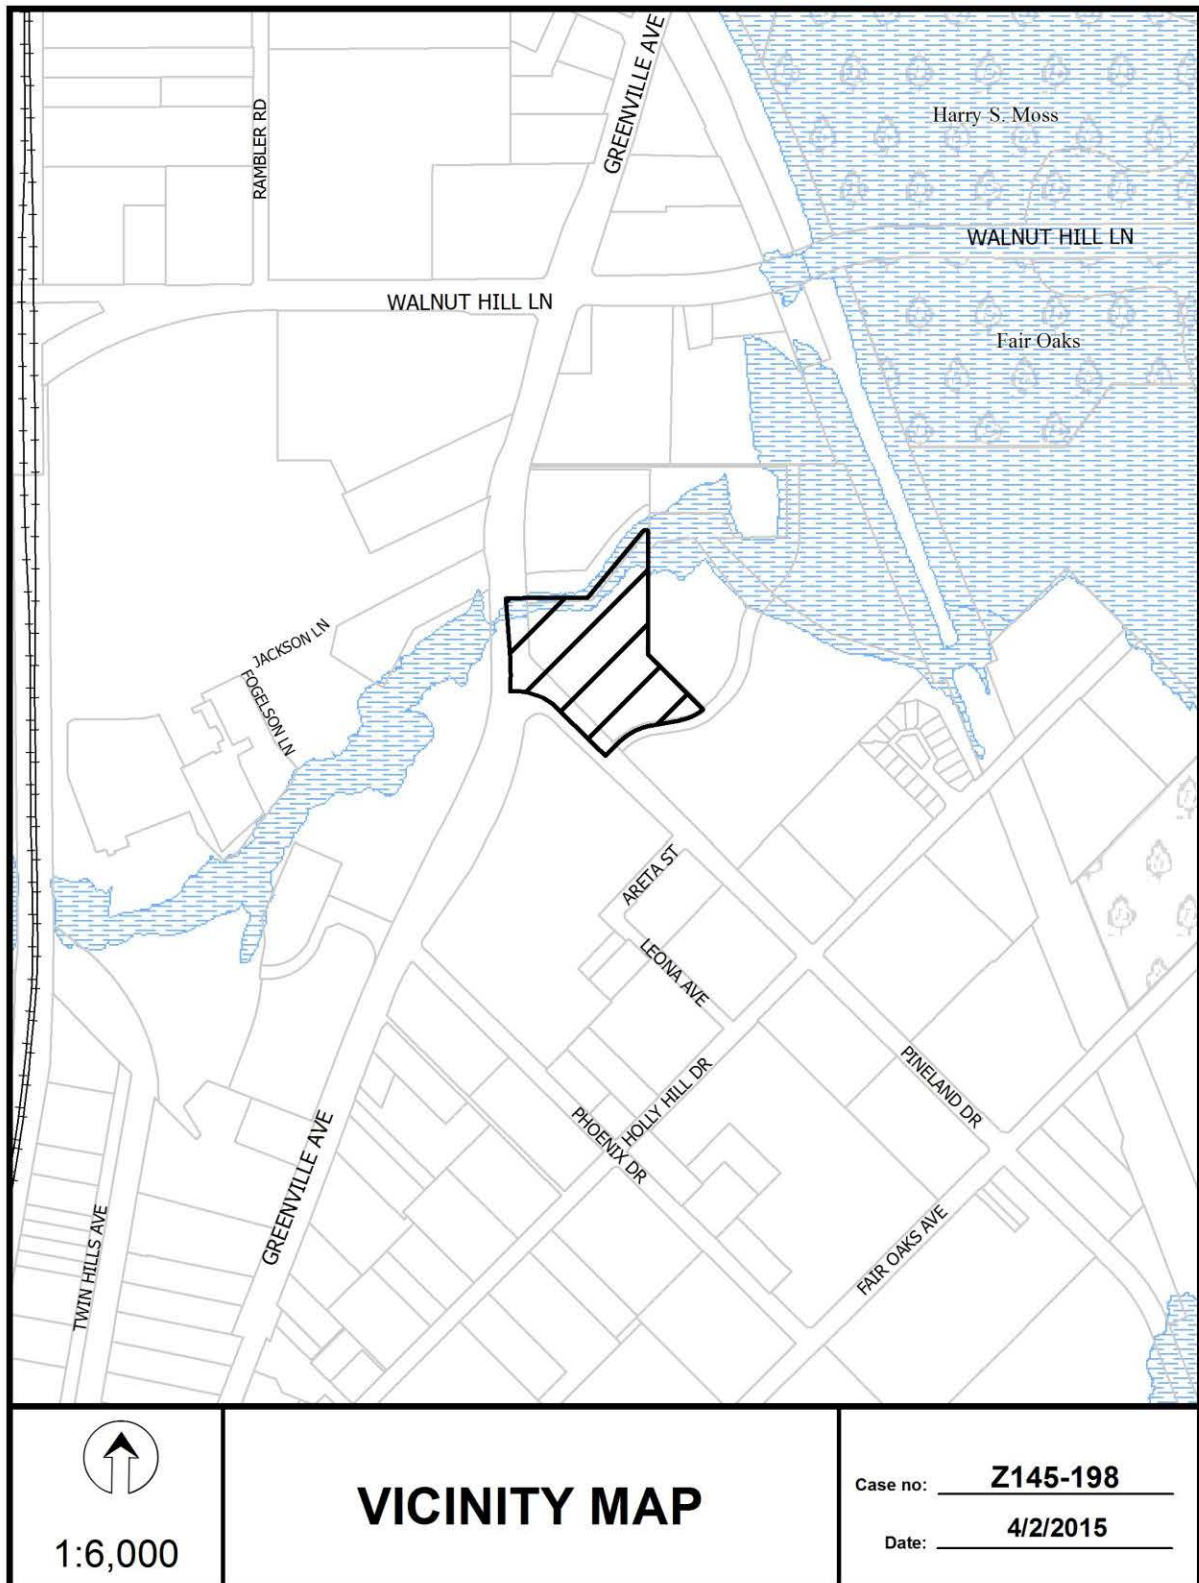 GREENVILLE AVE
RAMBLER RD
Harry S. Moss
WALNUT HILL LN
WALNUT HILL LN
Fair Oaks
JACKSON LN
FOGELSON LN
ARETA ST
LEONA AVE
PINELAND DR
HOLLY HILL DR
PHOENIX DR
GREENVILLE AVE
TWIN HILLS AVE
FAIR OAKS AVE
1:6,000
VICINITY MAP
Case no: Z145-198
Date: 4/2/2015